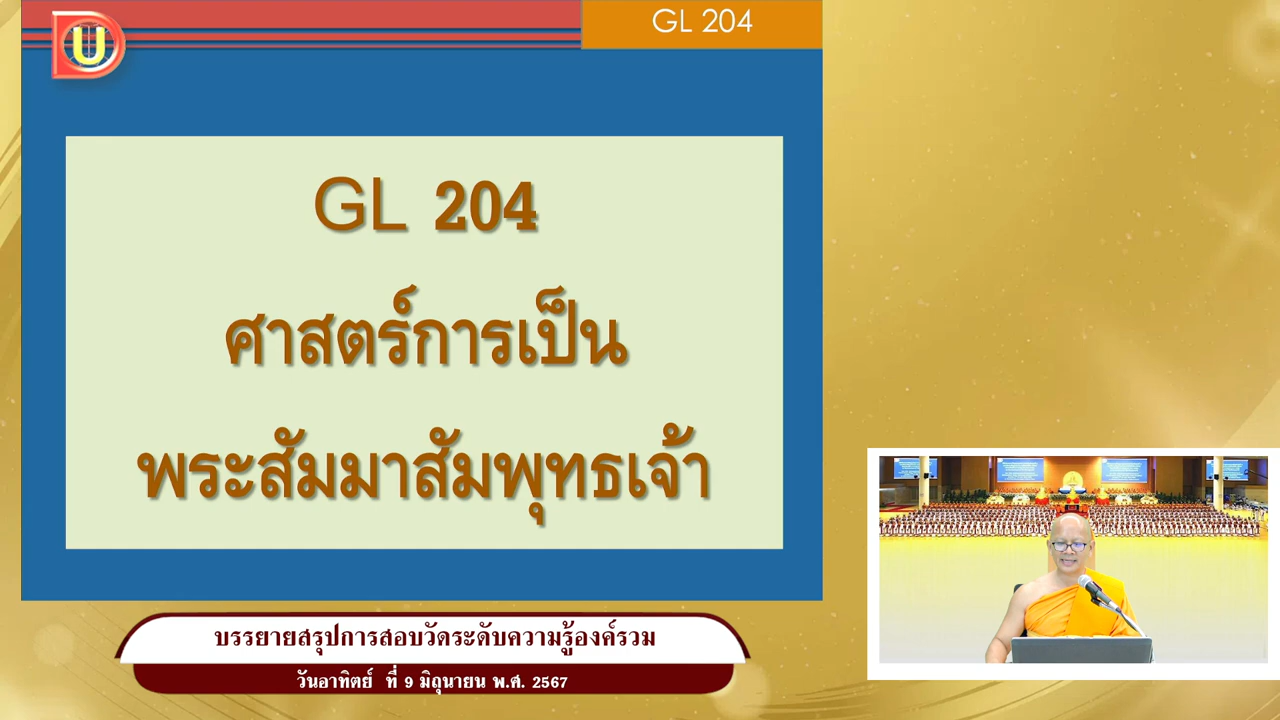 GL 204
U
GL 204
ศาสตร์การเป็น
พระสัมมาสัมพุทธเจ้า
บรรยายสรุปการสอบวัดระดับความรู้องค์รวม
วันอาทิตย์ ที่ 9 มิถุนายน พ.ศ. 2567